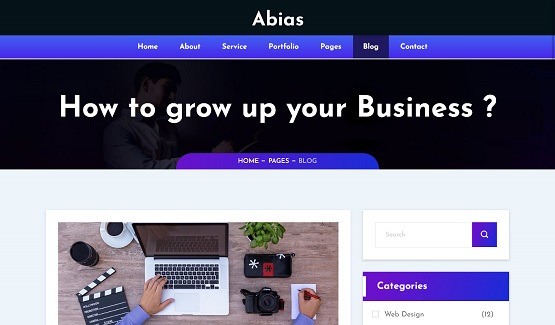 Abias
Home About Service Portfolio Pages Blog Contact
How to grow up your Business ?
HOME – PAGES – BLOG
Search
Categories
Web Design (12)